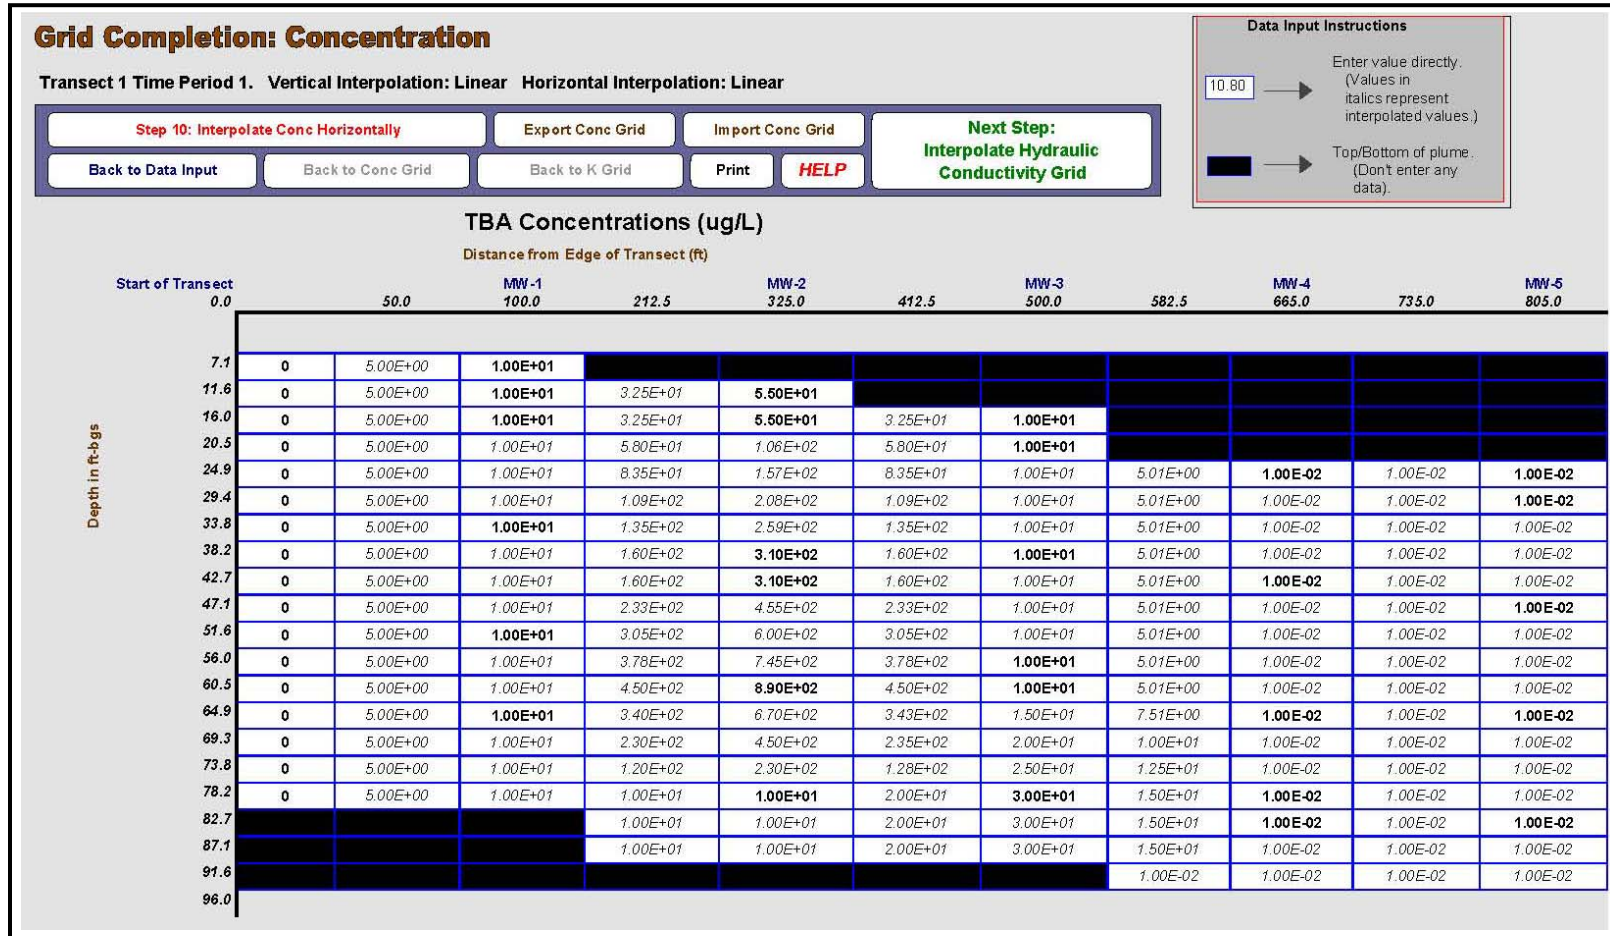 Grid Completion: Concentration
Transect 1 Time Period 1. Vertical Interpolation: Linear Horizontal Interpolation: Linear
Step 10: Interpolate Conc Horizontally
Export Conc Grid
Import Conc Grid
Next Step:
Interpolate Hydraulic
Conductivity Grid
Back to Data Input
Back to Conc Grid
Back to K Grid
Print
HELP
Data Input Instructions
10.80
Enter value directly.
(Values in
italics represent
interpolated values.)
Top/Bottom of plume.
(Don't enter any
data).
TBA Concentrations (ug/L)
Distance from Edge of Transect (ft)
Start of Transect MW-1 MW-2 MW-3 MW-4 MW-5
0.0 50.0 100.0 212.5 325.0 412.5 500.0 582.5 665.0 735.0 805.0
Depth in ft-bgs
7.1 0 5.00E+00 1.00E+01
11.6 0 5.00E+00 1.00E+01 3.25E+01 5.50E+01
16.0 0 5.00E+00 1.00E+01 3.25E+01 5.50E+01 3.25E+01 1.00E+01
20.5 0 5.00E+00 1.00E+01 5.80E+01 1.06E+02 5.80E+01 1.00E+01
24.9 0 5.00E+00 1.00E+01 8.35E+01 1.57E+02 8.35E+01 1.00E+01 5.01E+00 1.00E-02 1.00E-02 1.00E-02
29.4 0 5.00E+00 1.00E+01 1.09E+02 2.08E+02 1.09E+02 1.00E+01 5.01E+00 1.00E-02 1.00E-02 1.00E-02
33.8 0 5.00E+00 1.00E+01 1.35E+02 2.59E+02 1.35E+02 1.00E+01 5.01E+00 1.00E-02 1.00E-02 1.00E-02
38.2 0 5.00E+00 1.00E+01 1.60E+02 3.10E+02 1.60E+02 1.00E+01 5.01E+00 1.00E-02 1.00E-02 1.00E-02
42.7 0 5.00E+00 1.00E+01 1.60E+02 3.10E+02 1.60E+02 1.00E+01 5.01E+00 1.00E-02 1.00E-02 1.00E-02
47.1 0 5.00E+00 1.00E+01 2.33E+02 4.55E+02 2.33E+02 1.00E+01 5.01E+00 1.00E-02 1.00E-02 1.00E-02
51.6 0 5.00E+00 1.00E+01 3.05E+02 6.00E+02 3.05E+02 1.00E+01 5.01E+00 1.00E-02 1.00E-02 1.00E-02
56.0 0 5.00E+00 1.00E+01 3.78E+02 7.45E+02 3.78E+02 1.00E+01 5.01E+00 1.00E-02 1.00E-02 1.00E-02
60.5 0 5.00E+00 1.00E+01 4.50E+02 8.90E+02 4.50E+02 1.00E+01 5.01E+00 1.00E-02 1.00E-02 1.00E-02
64.9 0 5.00E+00 1.00E+01 3.40E+02 6.70E+02 3.43E+02 1.50E+01 7.51E+00 1.00E-02 1.00E-02 1.00E-02
69.3 0 5.00E+00 1.00E+01 2.30E+02 4.50E+02 2.35E+02 2.00E+01 1.00E+01 1.00E-02 1.00E-02 1.00E-02
73.8 0 5.00E+00 1.00E+01 1.20E+02 2.30E+02 1.28E+02 2.50E+01 1.25E+01 1.00E-02 1.00E-02 1.00E-02
78.2 0 5.00E+00 1.00E+01 1.00E+01 1.00E+01 2.00E+01 3.00E+01 1.50E+01 1.00E-02 1.00E-02 1.00E-02
82.7 1.00E+01 1.00E+01 2.00E+01 3.00E+01 1.50E+01 1.00E-02 1.00E-02 1.00E-02
87.1 1.00E+01 1.00E+01 2.00E+01 3.00E+01 1.50E+01 1.00E-02 1.00E-02 1.00E-02
91.6 1.00E-02 1.00E-02 1.00E-02 1.00E-02
96.0